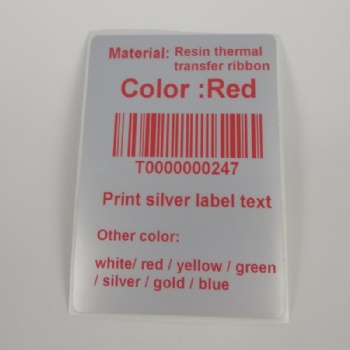 Material: Resin thermal
transfer ribbon
Color :Red
T0000000247
Print silver label text
Other color:
white/ red / yellow / green
/ silver / gold / blue